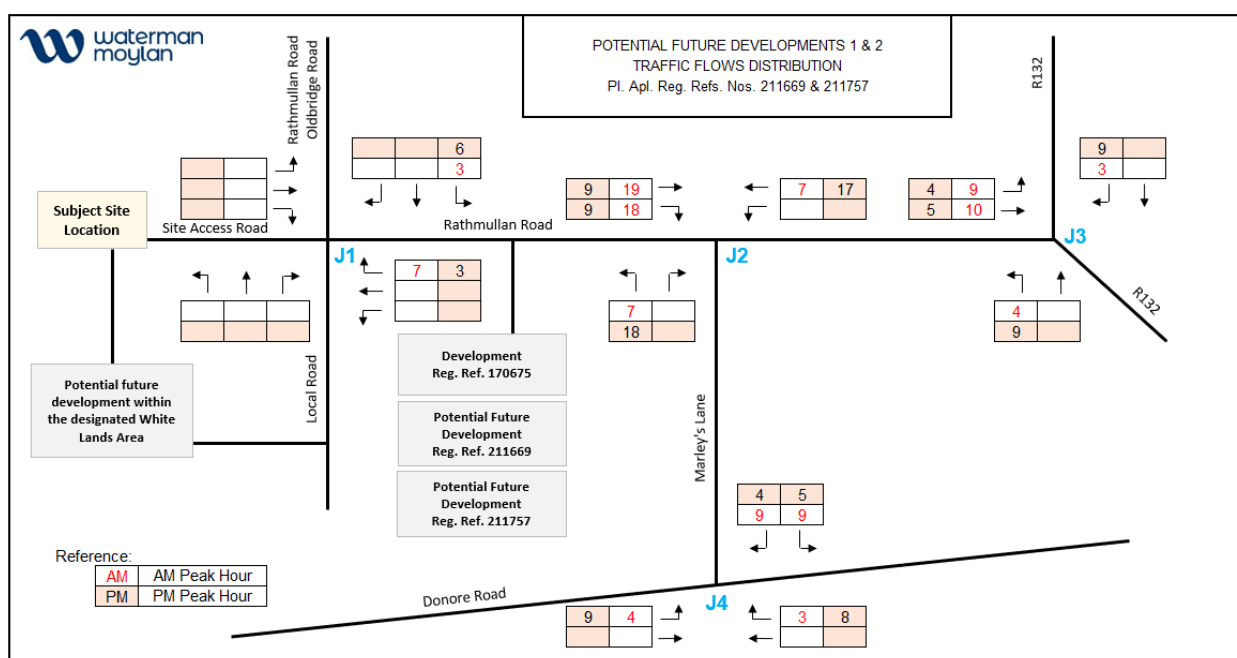 waterman
moylan
POTENTIAL FUTURE DEVELOPMENTS 1 & 2
TRAFFIC FLOWS DISTRIBUTION
Pl. Apl. Reg. Refs. Nos. 211669 & 211757
Rathmullan Road
Oldbridge Road
R132
6
3
9
3
9 19
9 18
7 17
4 9
5 10
Subject Site
Location
Site Access Road
Rathmullan Road
J1
J2
J3
7 3
7
18
4
9
R132
Development
Reg. Ref. 170675
Potential future
development within
the designated White
Lands Area
Local Road
Potential Future
Development
Reg. Ref. 211669
Marley's Lane
Potential Future
Development
Reg. Ref. 211757
4 5
9 9
Reference:
AM AM Peak Hour
PM PM Peak Hour
Donore Road
J4
9 4
3 8